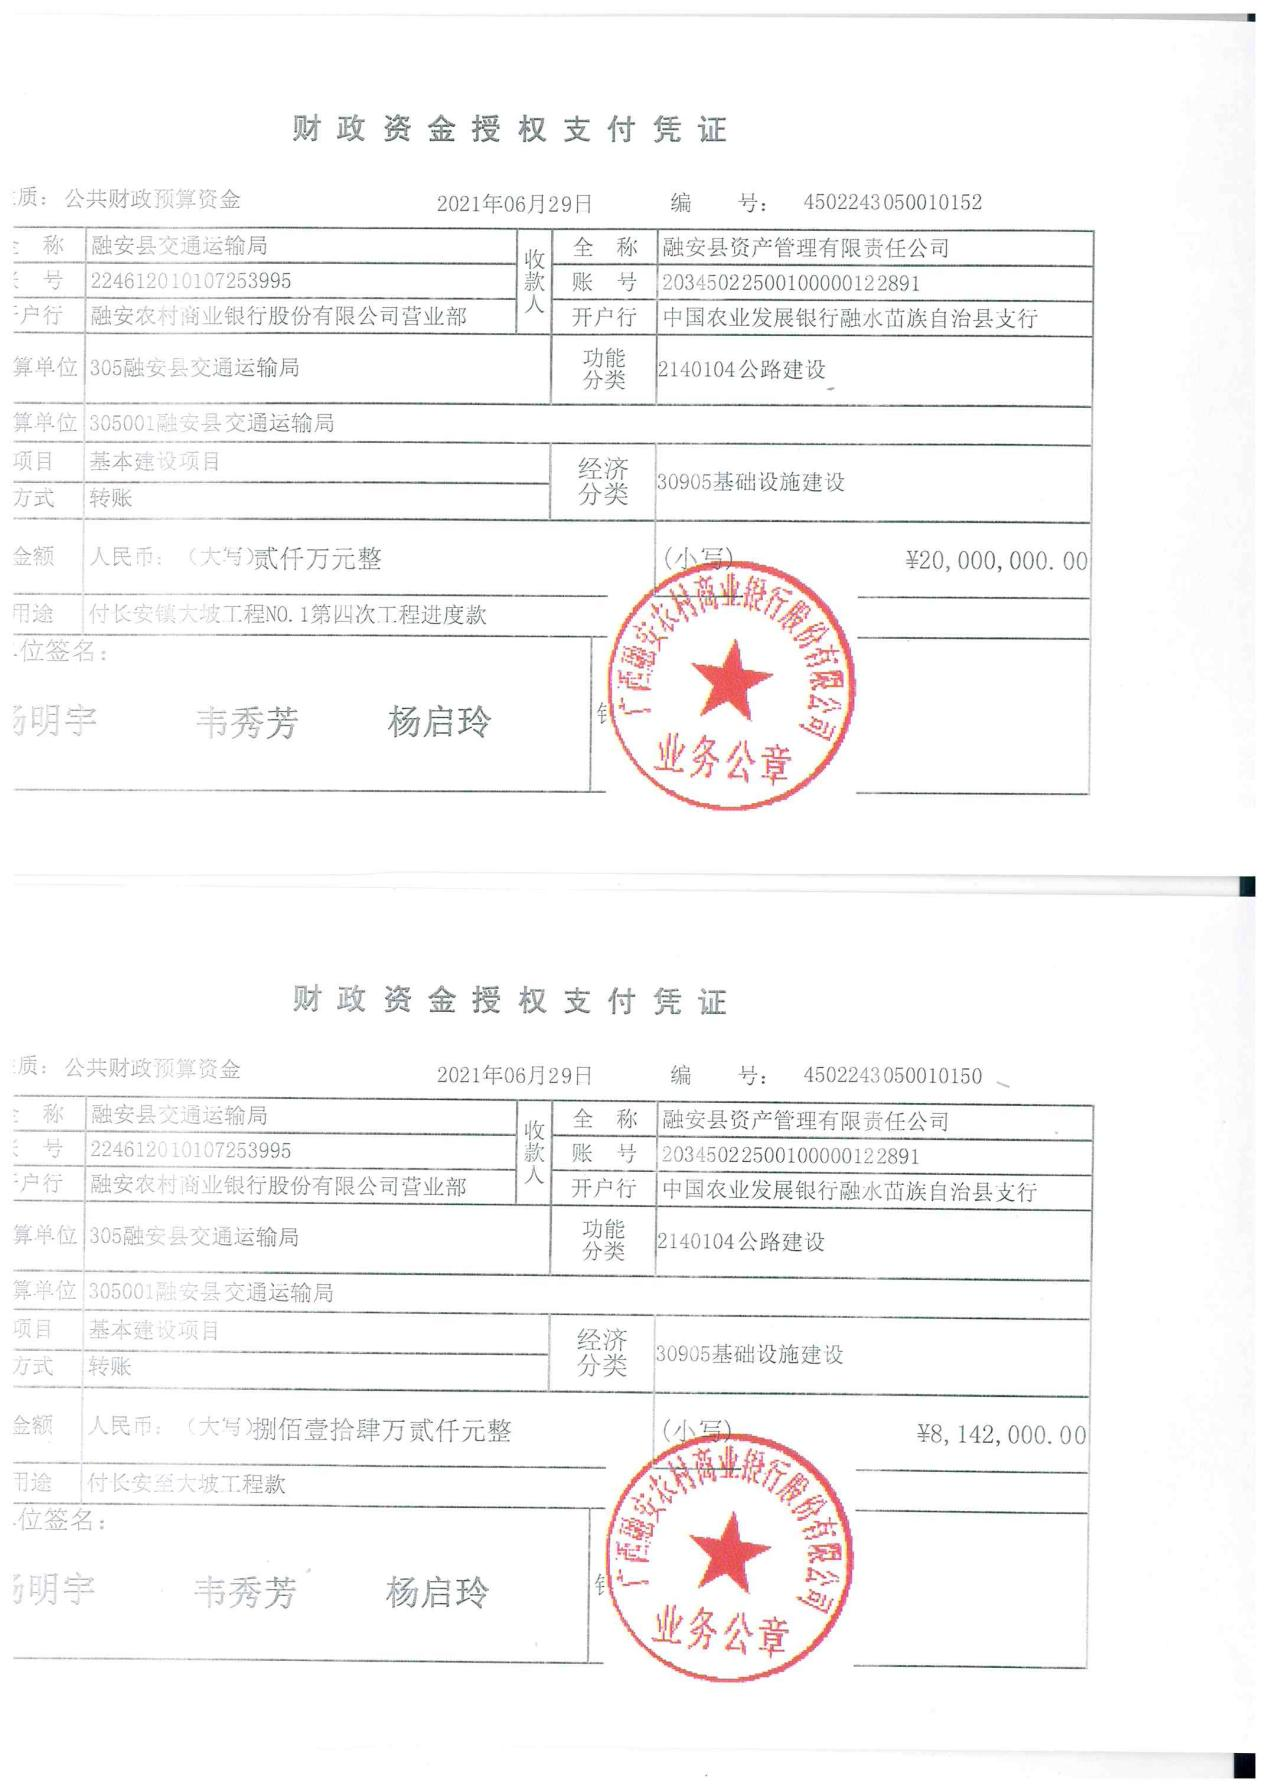 财政资金授权支付凭证
质：公共财政预算资金 2021年06月29日 编 号： 4502243050010152
称 融安县交通运输局 收款人 全 称 融安县资产管理有限责任公司
号 224612010107253995 账 号 20345022500100000122891
户行 融安农村商业银行股份有限公司营业部 开户行 中国农业发展银行融水苗族自治县支行
算单位 305融安县交通运输局 功能分类 2140104公路建设
算单位 305001融安县交通运输局
项目 基本建设项目 经济分类 30905基础设施建设
方式 转账
金额 人民币：（大写)贰仟万元整 (小写) ¥20,000,000.00
用途 付长安镇大坡工程NO.1第四次工程进度款
位签名：
杨明宇 韦秀芳 杨启玲
广西融安农村商业银行股份有限公司
业务公章
财政资金授权支付凭证
质：公共财政预算资金 2021年06月29日 编 号： 4502243050010150
称 融安县交通运输局 收款人 全 称 融安县资产管理有限责任公司
号 224612010107253995 账 号 20345022500100000122891
户行 融安农村商业银行股份有限公司营业部 开户行 中国农业发展银行融水苗族自治县支行
算单位 305融安县交通运输局 功能分类 2140104公路建设
算单位 305001融安县交通运输局
项目 基本建设项目 经济分类 30905基础设施建设
方式 转账
金额 人民币：（大写)捌佰壹拾肆万贰仟元整 (小写) ¥8,142,000.00
用途 付长安至大坡工程款
位签名：
杨明宇 韦秀芳 杨启玲
广西融安农村商业银行股份有限公司
业务公章